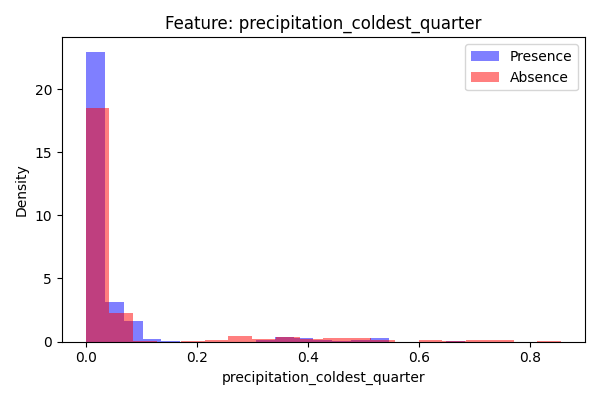 Feature: precipitation_coldest_quarter
Presence
Absence
Density
20
15
10
5
0
0.0 0.2 0.4 0.6 0.8
precipitation_coldest_quarter